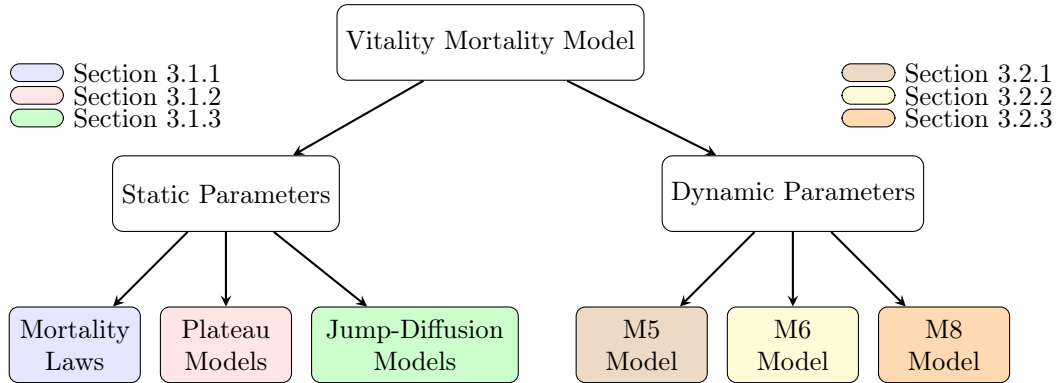 Vitality Mortality Model
Section 3.1.1
Section 3.1.2
Section 3.1.3
Section 3.2.1
Section 3.2.2
Section 3.2.3
Static Parameters
Dynamic Parameters
Mortality
Laws
Plateau
Models
Jump-Diffusion
Models
M5
Model
M6
Model
M8
Model